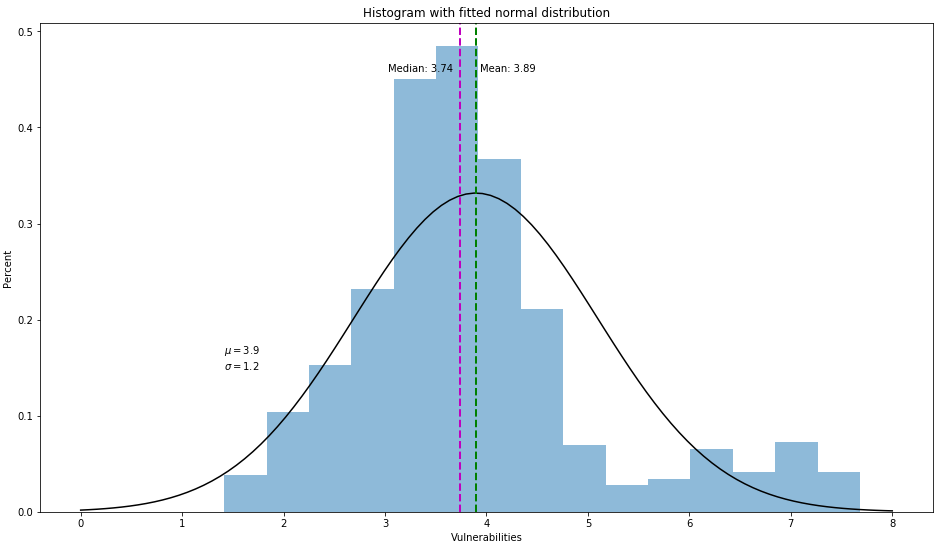 Histogram with fitted normal distribution
0.5
Median: 3.74
Mean: 3.89
0.4
0.3
Percent
0.2
μ = 3.9
σ = 1.2
0.1
0.0
0 1 2 3 4 5 6 7 8
Vulnerabilities